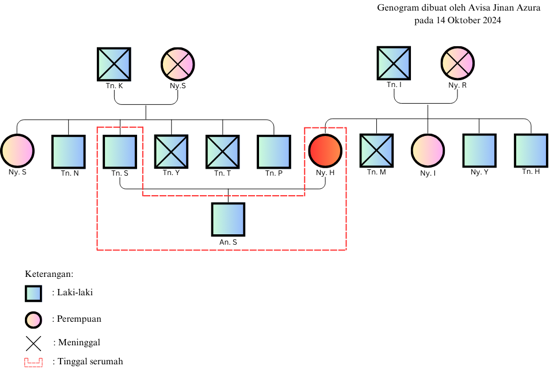 Genogram dibuat oleh Avisa Jinan Azura
pada 14 Oktober 2024
Tn. K
Ny.S
Tn. I
Ny. R
Ny. S
Tn. N
Tn. S
Tn. Y
Tn. T
Tn. P
Ny. H
Tn. M
Ny. I
Ny. Y
Tn. H
An. S
Keterangan:
: Laki-laki
: Perempuan
: Meninggal
: Tinggal serumah